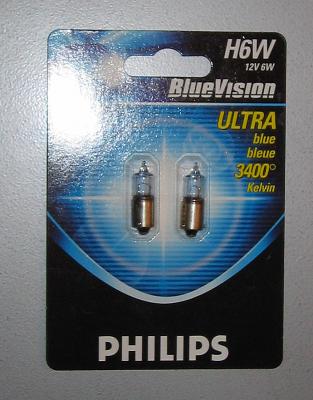 H6W
12V 6W
BlueVision
ULTRA
blue
bleue
3400°
Kelvin
PHILIPS